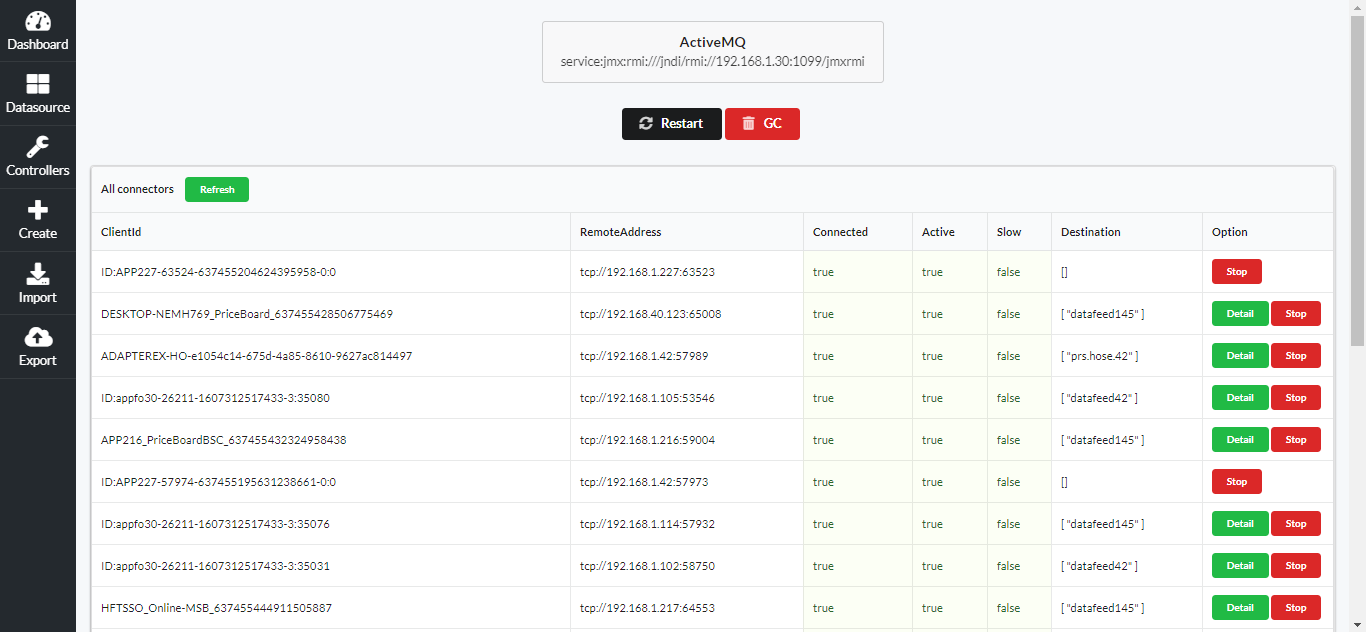 Dashboard
Datasource
Controllers
Create
Import
Export
ActiveMQ
service:jmx:rmi:///jndi/rmi://192.168.1.30:1099/jmxrmi
Restart GC
All connectors Refresh
ClientId RemoteAddress Connected Active Slow Destination Option
ID:APP227-63524-637455204624395958-0:0 tcp://192.168.1.227:63523 true true false [] Stop
DESKTOP-NEMH769_PriceBoard_637455428506775469 tcp://192.168.40.123:65008 true true false [ "datafeed145" ] Detail Stop
ADAPTEREX-HO-e1054c14-675d-4a85-8610-9627ac814497 tcp://192.168.1.42:57989 true true false [ "prs.hose.42" ] Detail Stop
ID:appfo30-26211-1607312517433-3:35080 tcp://192.168.1.105:53546 true true false [ "datafeed42" ] Detail Stop
APP216_PriceBoardBSC_637455432324958438 tcp://192.168.1.216:59004 true true false [ "datafeed145" ] Detail Stop
ID:APP227-57974-637455195631238661-0:0 tcp://192.168.1.42:57973 true true false [] Stop
ID:appfo30-26211-1607312517433-3:35076 tcp://192.168.1.114:57932 true true false [ "datafeed145" ] Detail Stop
ID:appfo30-26211-1607312517433-3:35031 tcp://192.168.1.102:58750 true true false [ "datafeed42" ] Detail Stop
HFTSSO_Online-MSB_637455444911505887 tcp://192.168.1.217:64553 true true false [ "datafeed145" ] Detail Stop